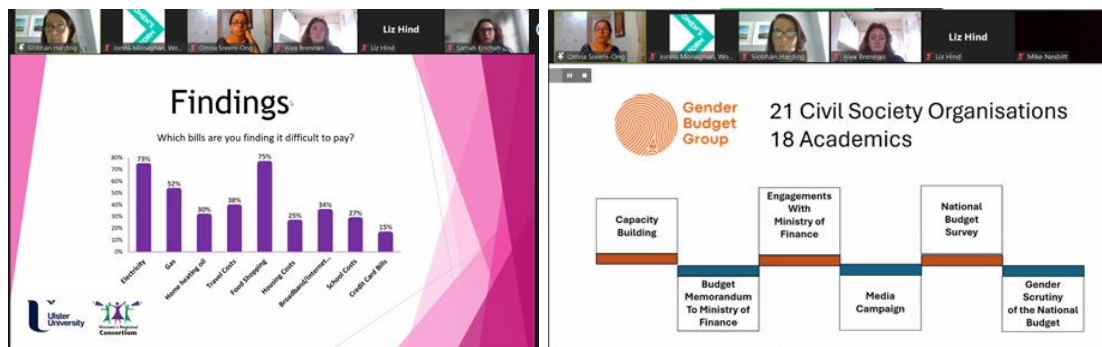 Siobhán Harding
Jonna Monaghan, Wo...
Omna Sreeni-Ong
Alex Brennan
Liz Hind
Liz Hind
Samah Krichah
Findings
Which bills are you finding it difficult to pay?
80%
70%
60%
50%
40%
30%
20%
10%
0%
73%
52%
30%
38%
75%
25%
34%
27%
15%
Electricity
Gas
Home heating oil
Travel Costs
Food Shopping
Housing Costs
Broadband/Internet...
School Costs
Credit Card Bills
Ulster
University
Women's Regional
Consortium
Omna Sreeni-Ong
Jonna Monaghan, Wo...
Siobhán Harding
Alex Brennan
Liz Hind
Liz Hind
Mike Nesbitt
Gender
Budget
Group
21 Civil Society Organisations
18 Academics
Capacity
Building
Budget
Memorandum
To Ministry of
Finance
Engagements
With
Ministry of
Finance
Media
Campaign
National
Budget
Survey
Gender
Scrutiny
of the National
Budget